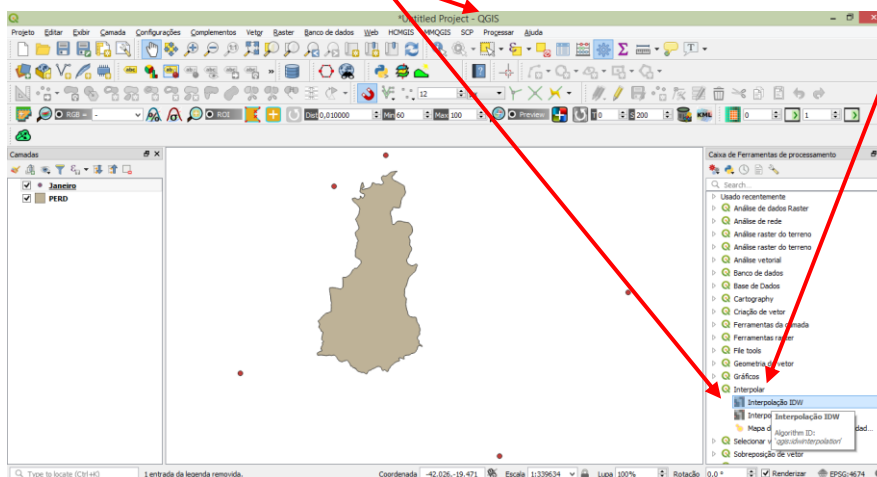 *Untitled Project - QGIS
Projeto Editar Exibir Camada Configurações Complementos Vetor Raster Banco de dados Web HCMGIS MMQGIS SCP Processar Ajuda
12
RGB = - ROI Dist 0,010000 Min 60 Max 100 Preview T 0 S 200 KML 0 1
Camadas
Janeiro
PERD
Caixa de Ferramentas de processamento
Search...
Usado recentemente
Análise de dados Raster
Análise de rede
Análise raster do terreno
Análise raster do terreno
Análise vetorial
Banco de dados
Base de Dados
Cartography
Criação de vetor
Ferramentas da camada
Ferramentas raster
File tools
Geometria de vetor
Gráficos
Interpolar
Interpolação IDW
Interpo
Interpolação IDW
Mapa d dad...
Algorithm ID:
'qgis:idwinterpolation'
Selecionar v
Sobreposição de vetor
Type to locate (Ctrl+K) 1 entrada da legenda removida. Coordenada -42.026,-19.471 Escala 1:339634 Lupa 100% Rotação 0,0 ° Renderizar EPSG:4674